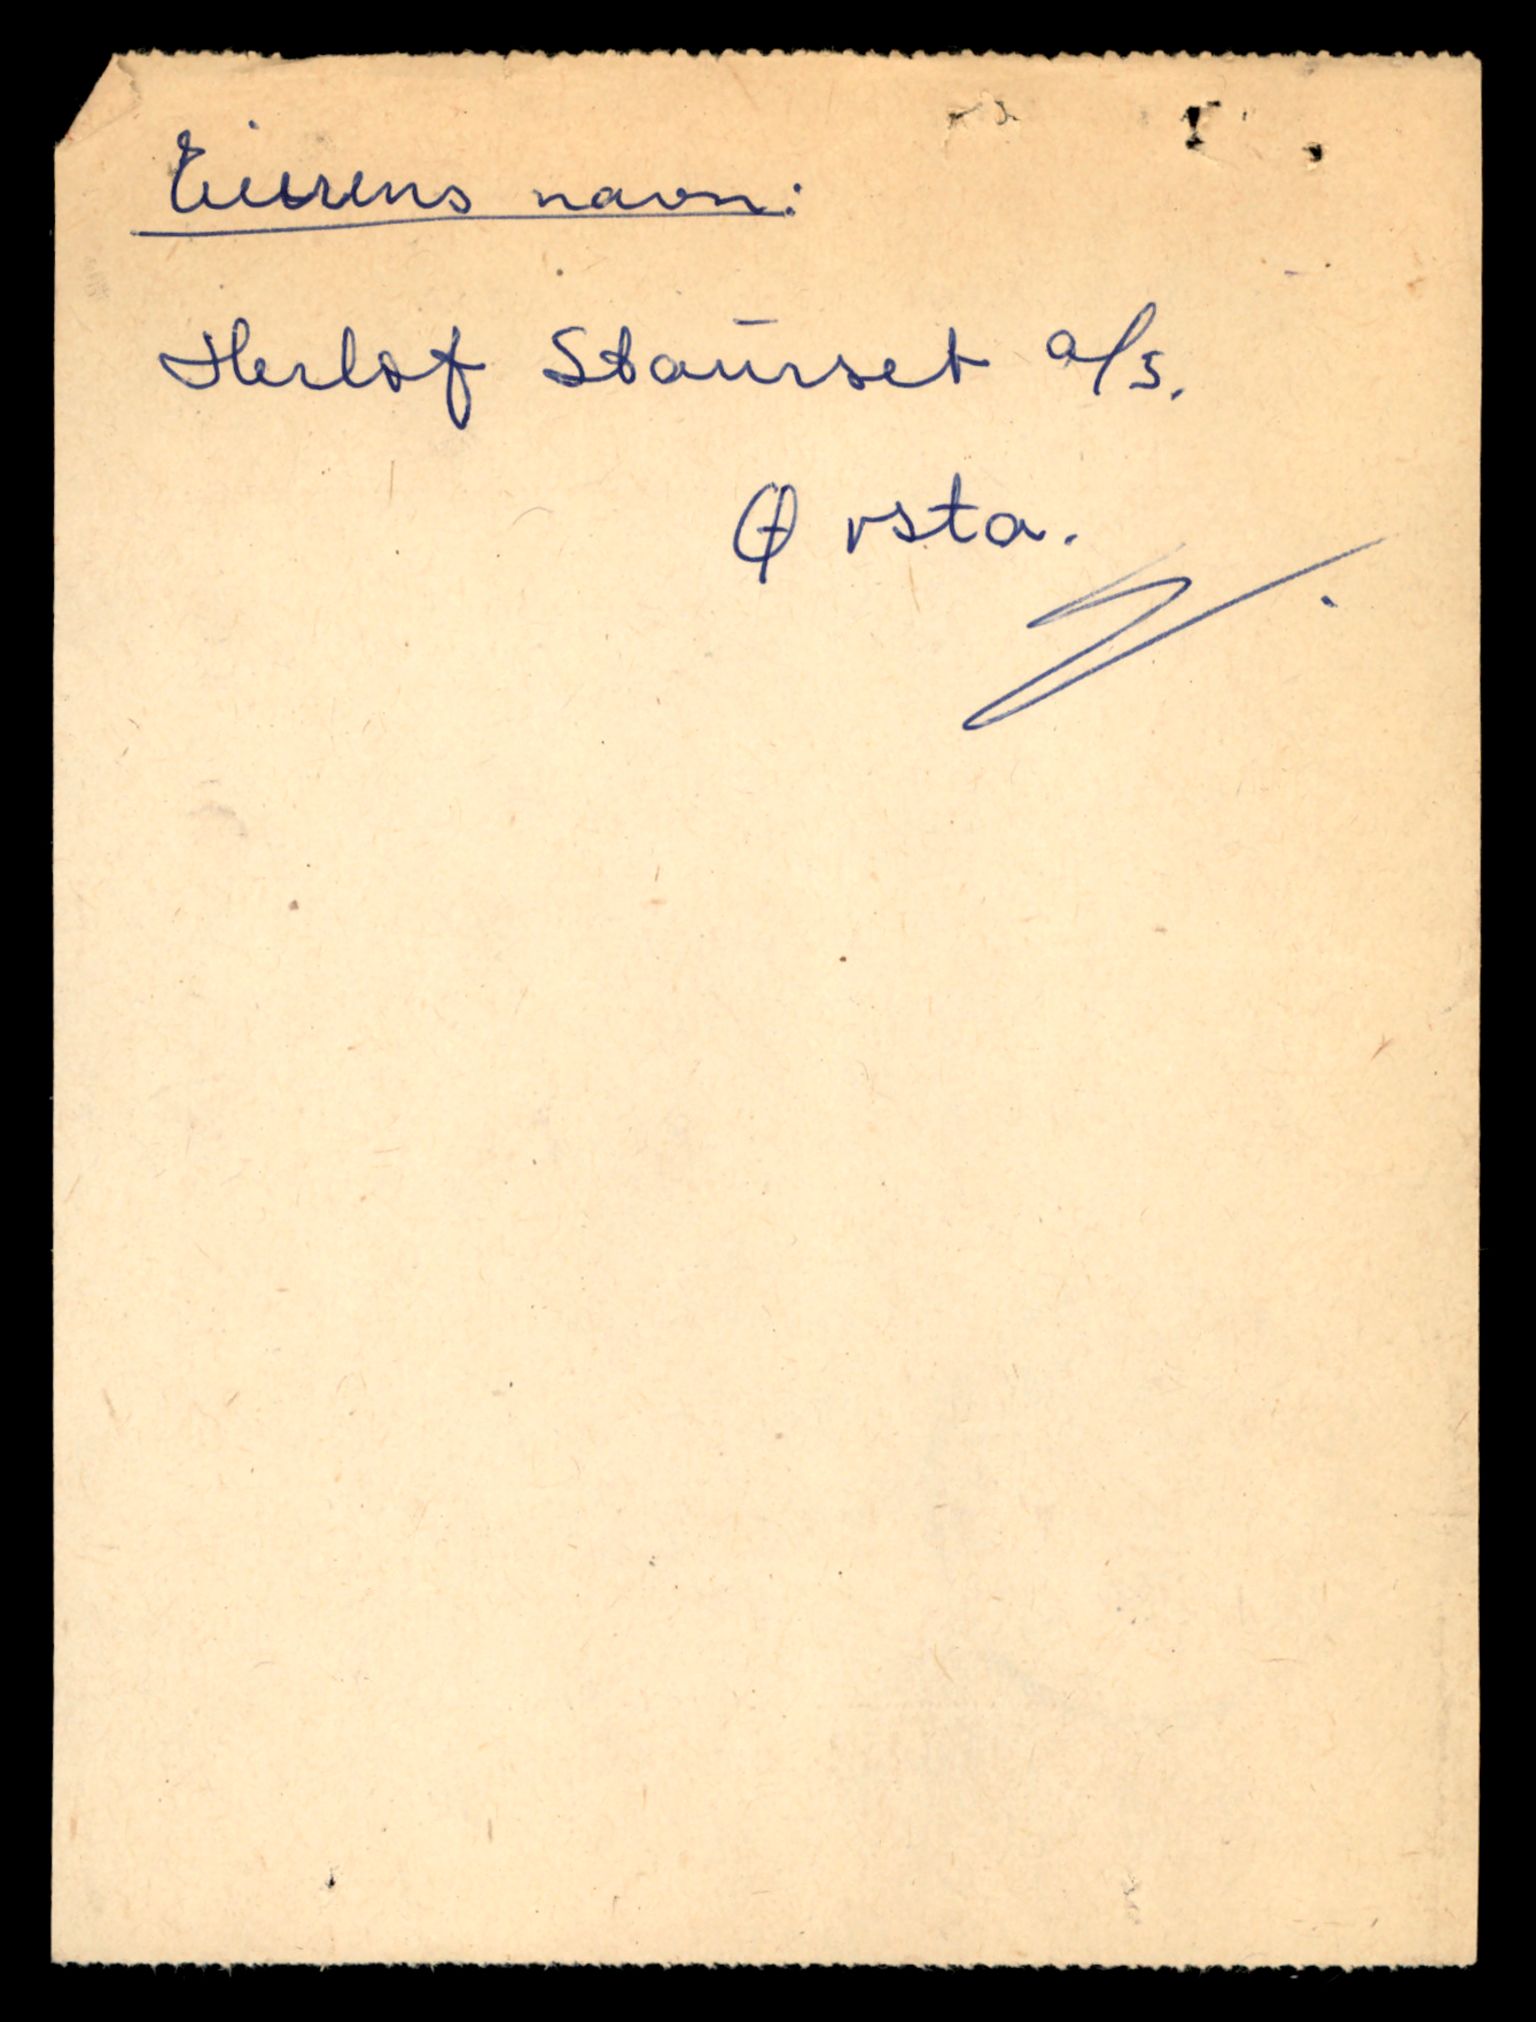 Eierens navn:
Herlof Staurset a/s.
Ørsta.